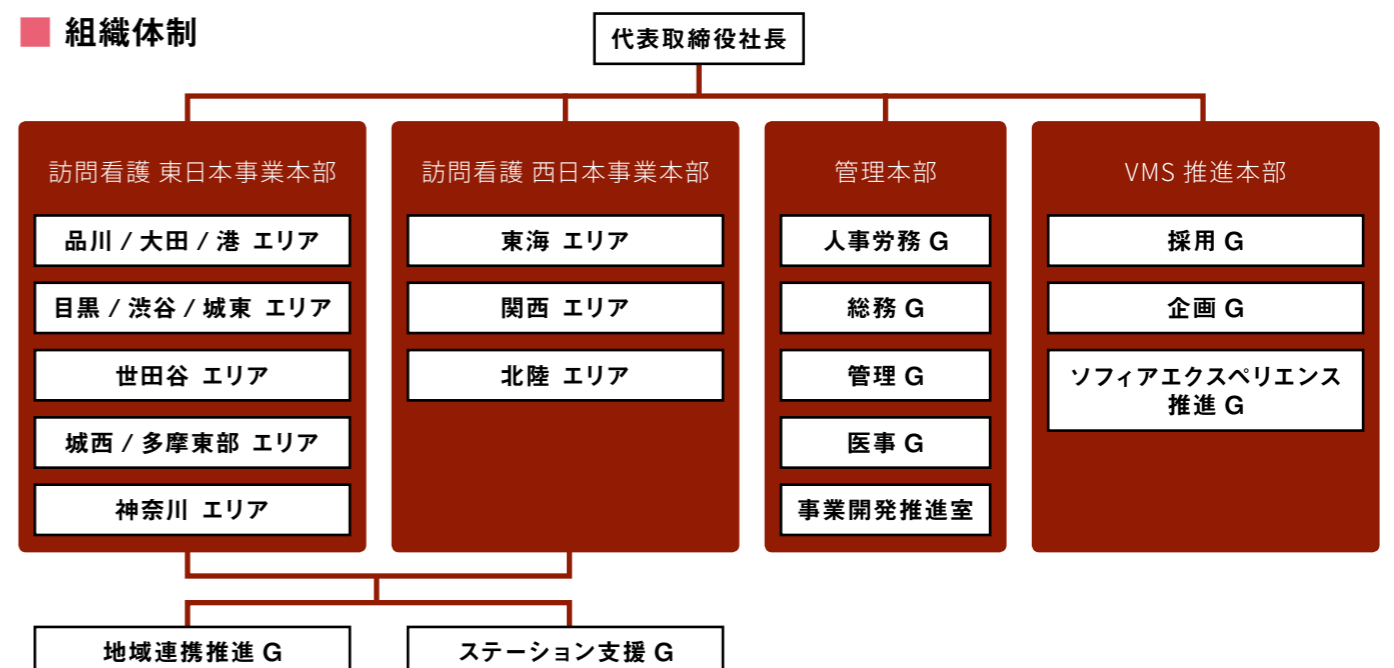 組織体制
代表取締役社長
訪問看護 東日本事業本部
品川 / 大田 / 港 エリア
目黒 / 渋谷 / 城東 エリア
世田谷 エリア
城西 / 多摩東部 エリア
神奈川 エリア
訪問看護 西日本事業本部
東海 エリア
関西 エリア
北陸 エリア
管理本部
人事労務 G
総務 G
管理 G
医事 G
事業開発推進室
VMS 推進本部
採用 G
企画 G
ソフィアエクスペリエンス
推進 G
地域連携推進 G
ステーション支援 G